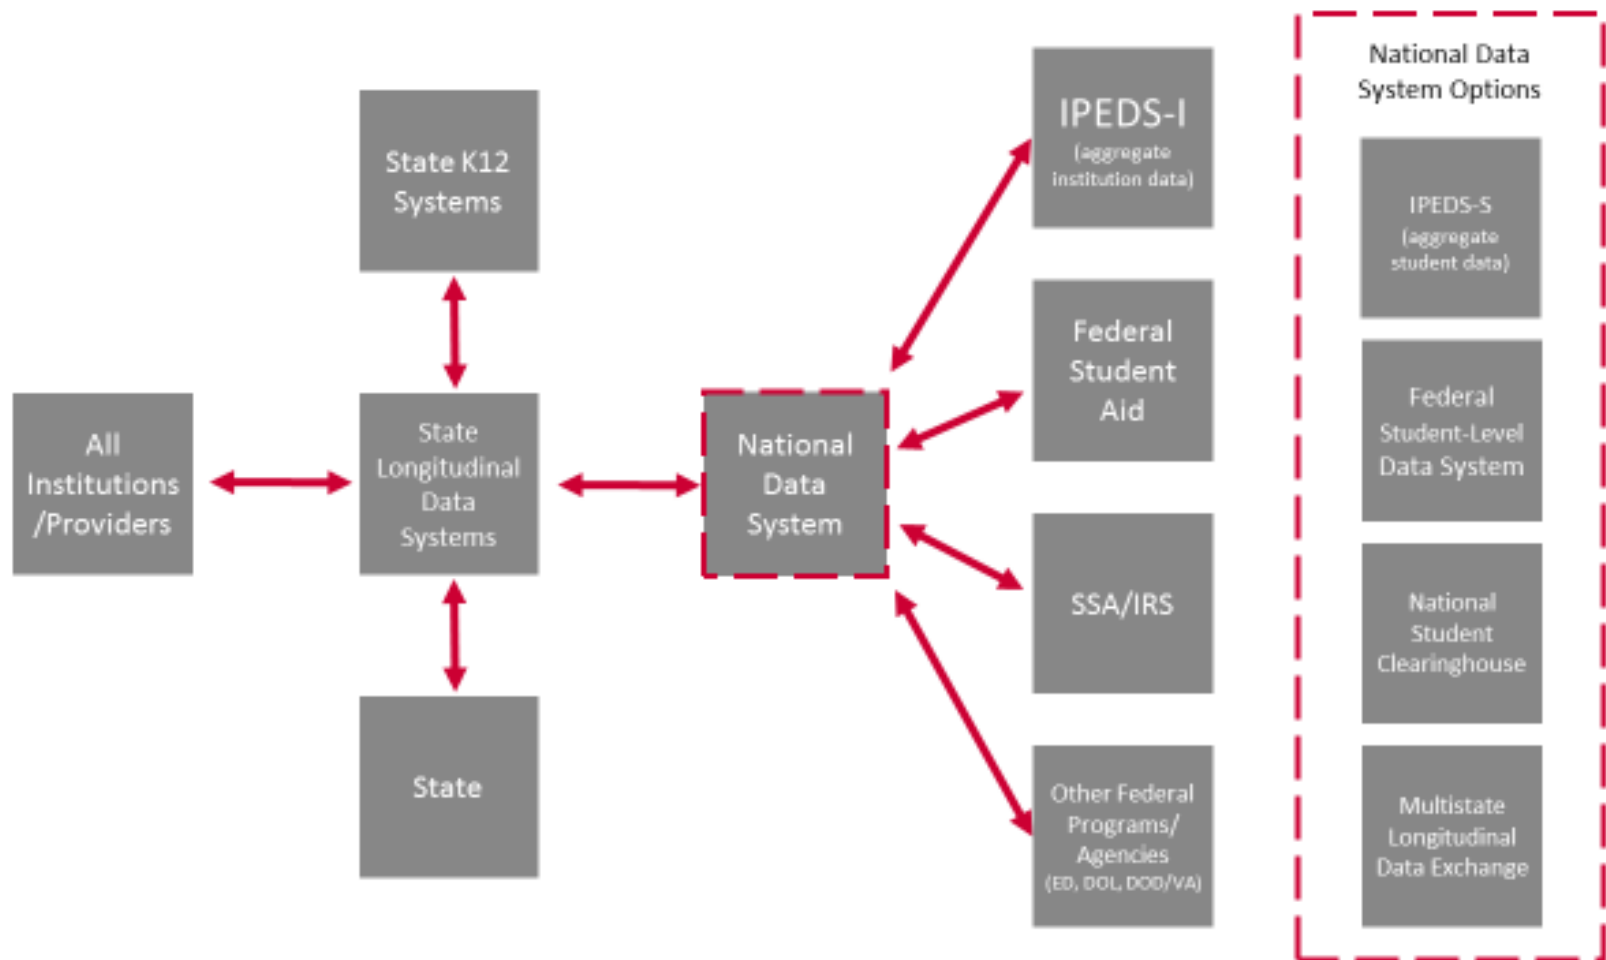 State K12
Systems
All
Institutions
/Providers
State
Longitudinal
Data
Systems
State
National
Data
System
IPEDS-I
(aggregate
institution data)
Federal
Student
Aid
SSA/IRS
Other Federal
Programs/
Agencies
(ED, DOL, DOD/VA)
National Data
System Options
IPEDS-S
(aggregate
student data)
Federal
Student-Level
Data System
National
Student
Clearinghouse
Multistate
Longitudinal
Data Exchange